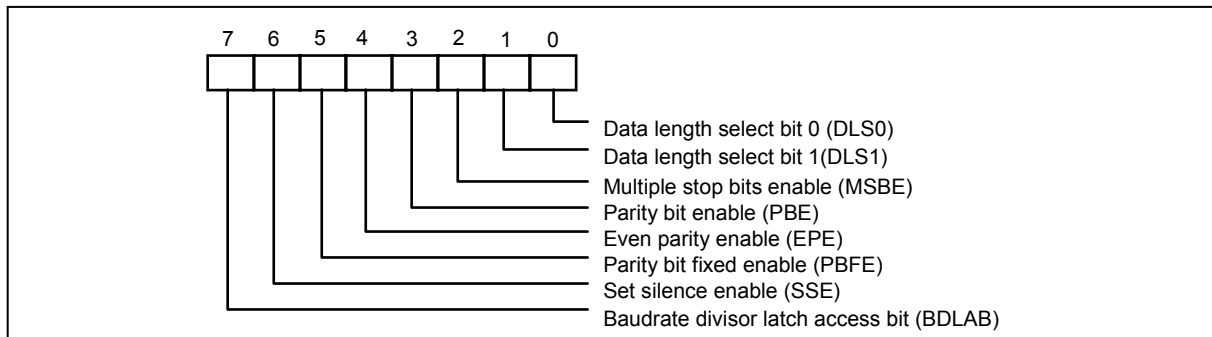 7 6 5 4 3 2 1 0
Data length select bit 0 (DLS0)
Data length select bit 1(DLS1)
Multiple stop bits enable (MSBE)
Parity bit enable (PBE)
Even parity enable (EPE)
Parity bit fixed enable (PBFE)
Set silence enable (SSE)
Baudrate divisor latch access bit (BDLAB)